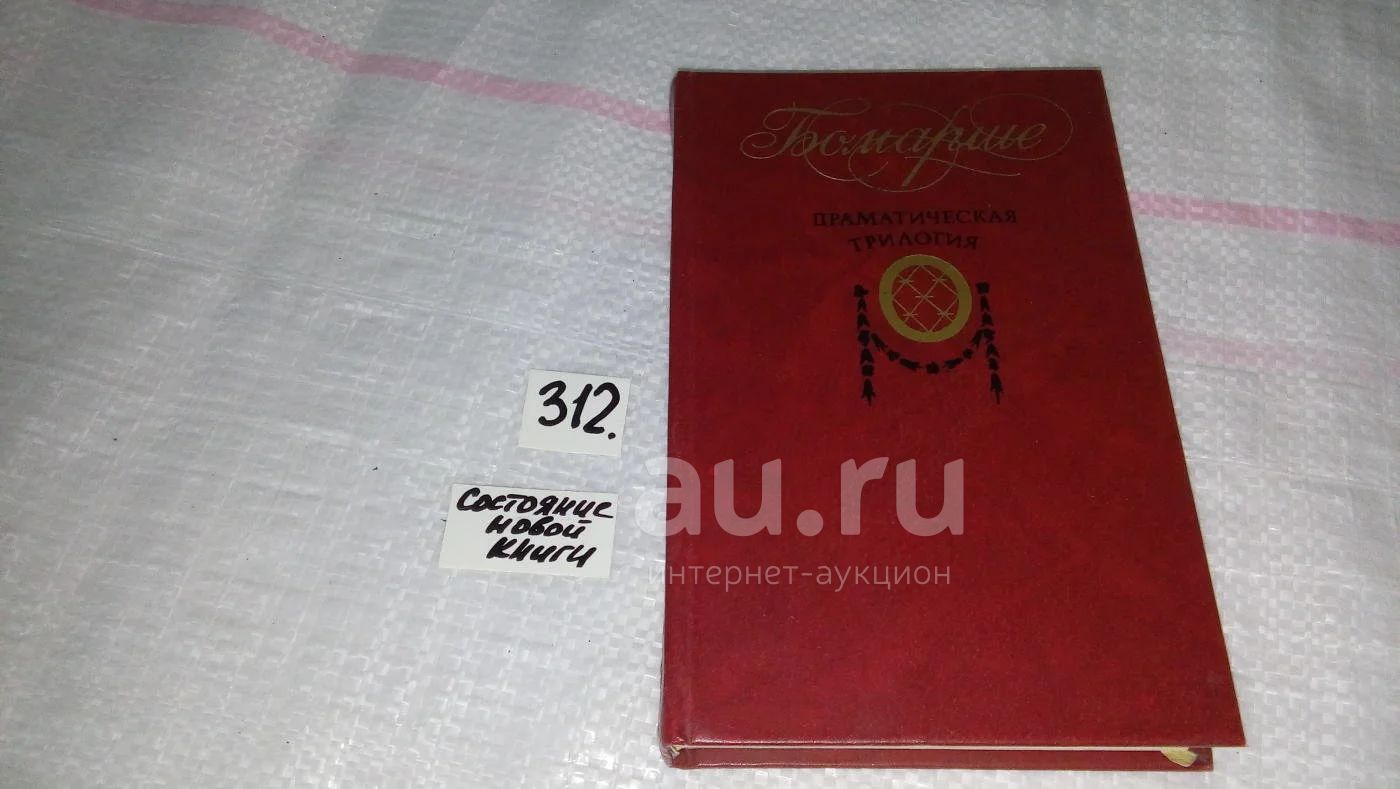 Бомарше
ДРАМАТИЧЕСКАЯ
ТРИЛОГИЯ
312.
Состояние
новой
книги
au.ru
интернет-аукцион